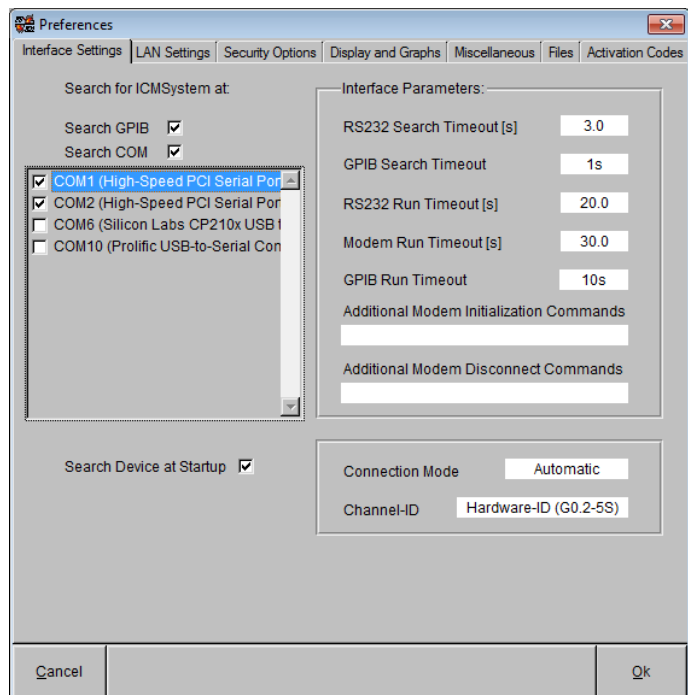 Preferences
Interface Settings
LAN Settings
Security Options
Display and Graphs
Miscellaneous
Files
Activation Codes
Search for ICMSystem at:
Search GPIB
Search COM
COM1 (High-Speed PCI Serial Por
COM2 (High-Speed PCI Serial Por
COM6 (Silicon Labs CP210x USB t
COM10 (Prolific USB-to-Serial Con
Search Device at Startup
Interface Parameters:
RS232 Search Timeout [s] 3.0
GPIB Search Timeout 1s
RS232 Run Timeout [s] 20.0
Modem Run Timeout [s] 30.0
GPIB Run Timeout 10s
Additional Modem Initialization Commands
Additional Modem Disconnect Commands
Connection Mode Automatic
Channel-ID Hardware-ID (G0.2-5S)
Cancel
Ok